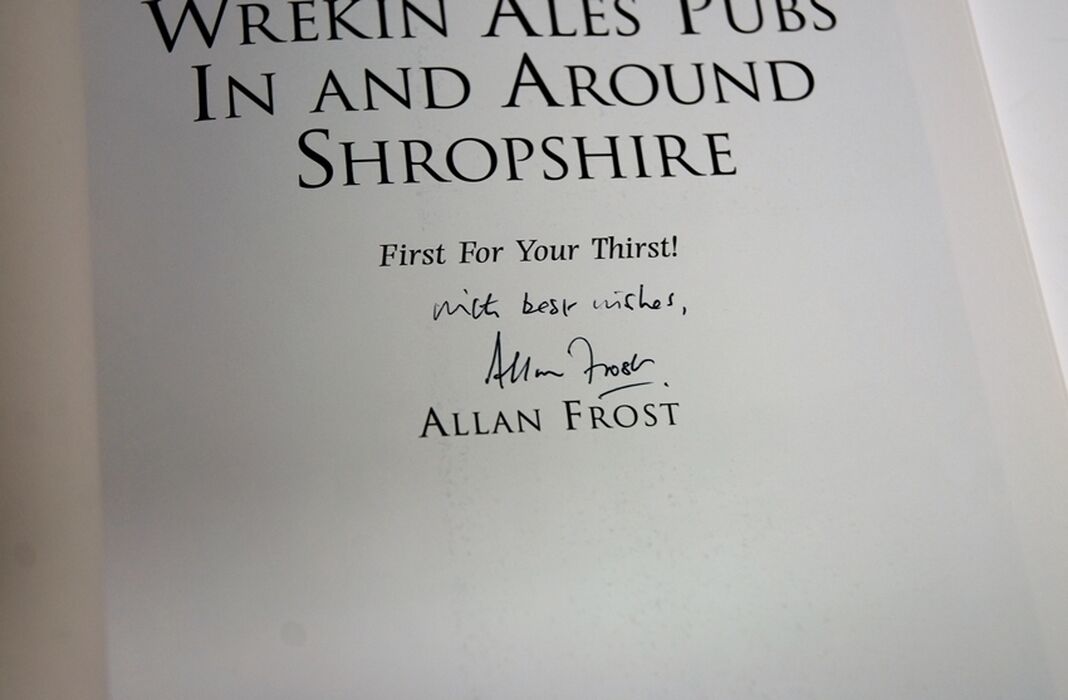 WREKIN ALES PUBS
IN AND AROUND
SHROPSHIRE
First For Your Thirst!
with best wishes,
Allan Frost.
ALLAN FROST